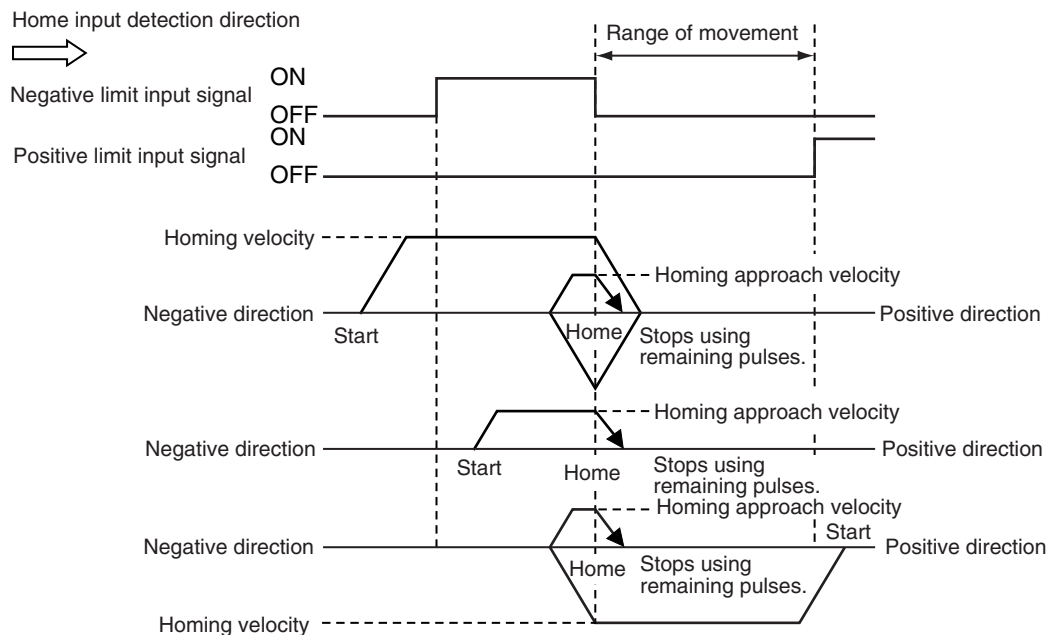 Home input detection direction
Range of movement
ON
Negative limit input signal
OFF
ON
Positive limit input signal
OFF
Homing velocity
Homing approach velocity
Negative direction
Positive direction
Start
Home
Stops using
remaining pulses.
Homing approach velocity
Negative direction
Positive direction
Start
Home
Stops using
remaining pulses.
Homing approach velocity
Start
Negative direction
Positive direction
Home
Stops using
remaining pulses.
Homing velocity